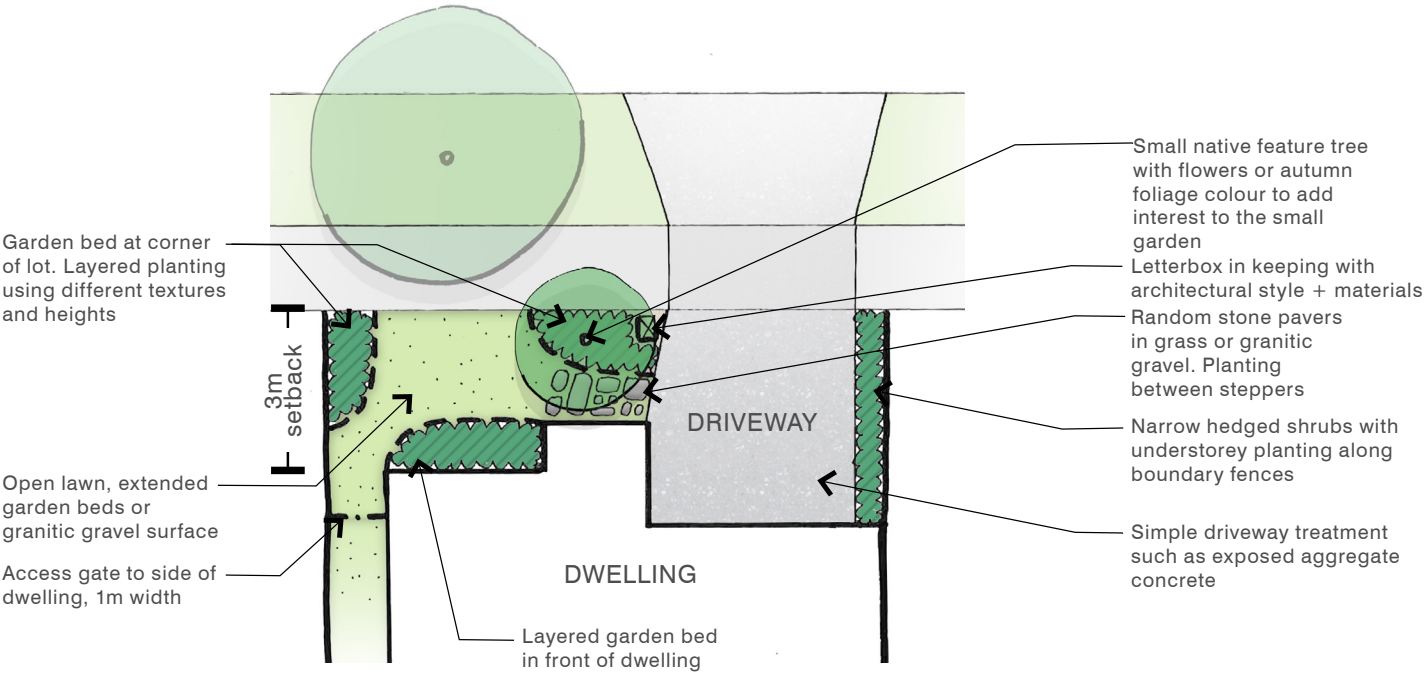 Garden bed at corner
of lot. Layered planting
using different textures
and heights
3m
setback
Open lawn, extended
garden beds or
granitic gravel surface
Access gate to side of
dwelling, 1m width
DRIVEWAY
DWELLING
Layered garden bed
in front of dwelling
Small native feature tree
with flowers or autumn
foliage colour to add
interest to the small
garden
Letterbox in keeping with
architectural style + materials
Random stone pavers
in grass or granitic
gravel. Planting
between steppers
Narrow hedged shrubs with
understorey planting along
boundary fences
Simple driveway treatment
such as exposed aggregate
concrete